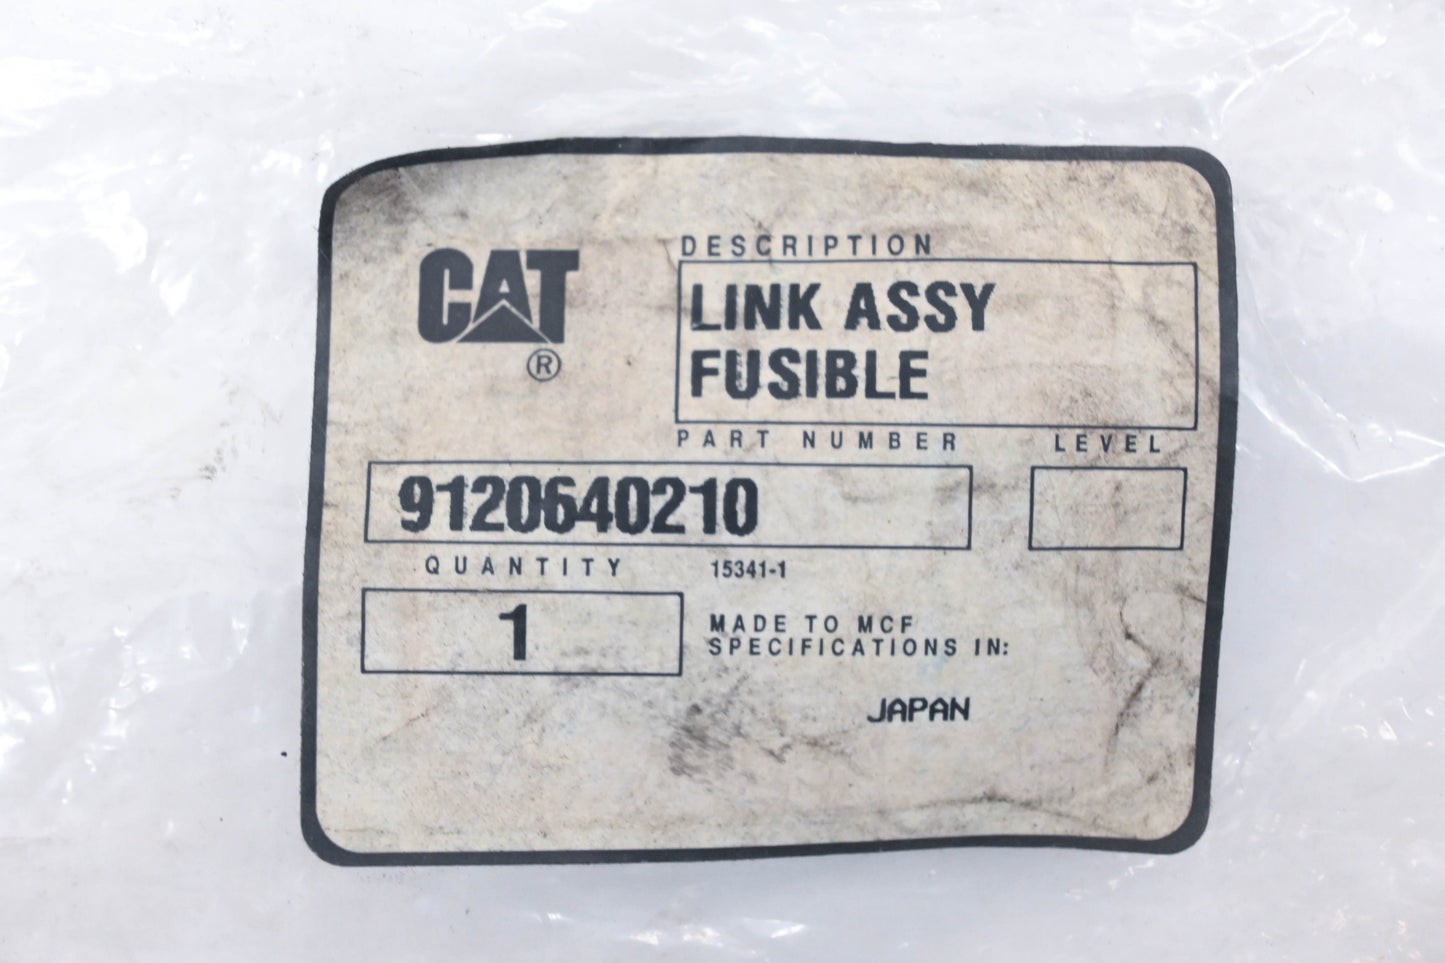 CAT
®
DESCRIPTION
LINK ASSY
FUSIBLE
PART NUMBER
LEVEL
9120640210
QUANTITY
15341-1
1
MADE TO MCF
SPECIFICATIONS IN:
JAPAN